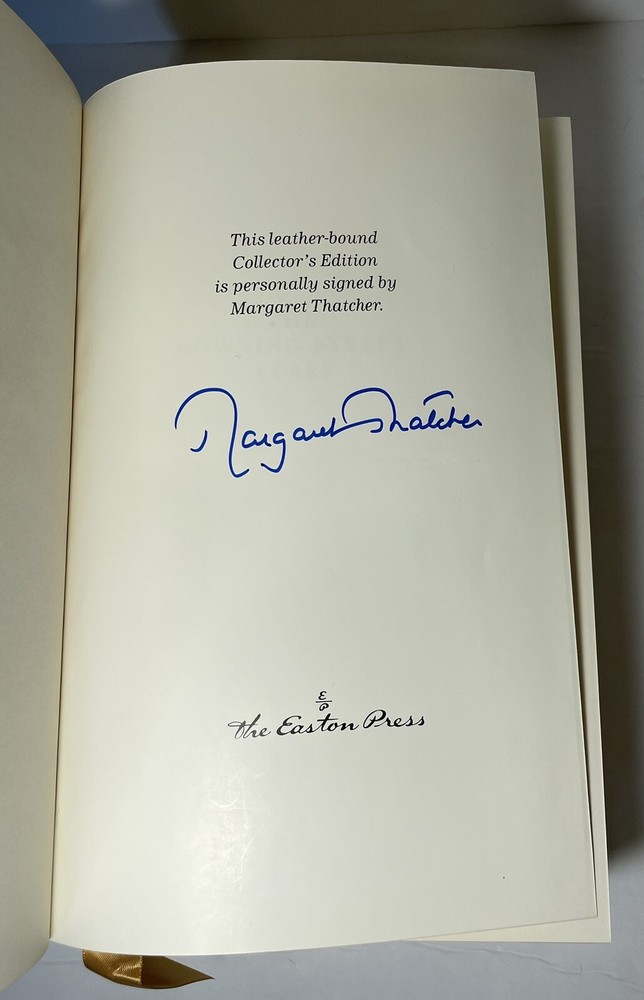 This leather-bound
Collector's Edition
is personally signed by
Margaret Thatcher.
Margaret Thatcher
E
P
The Easton Press